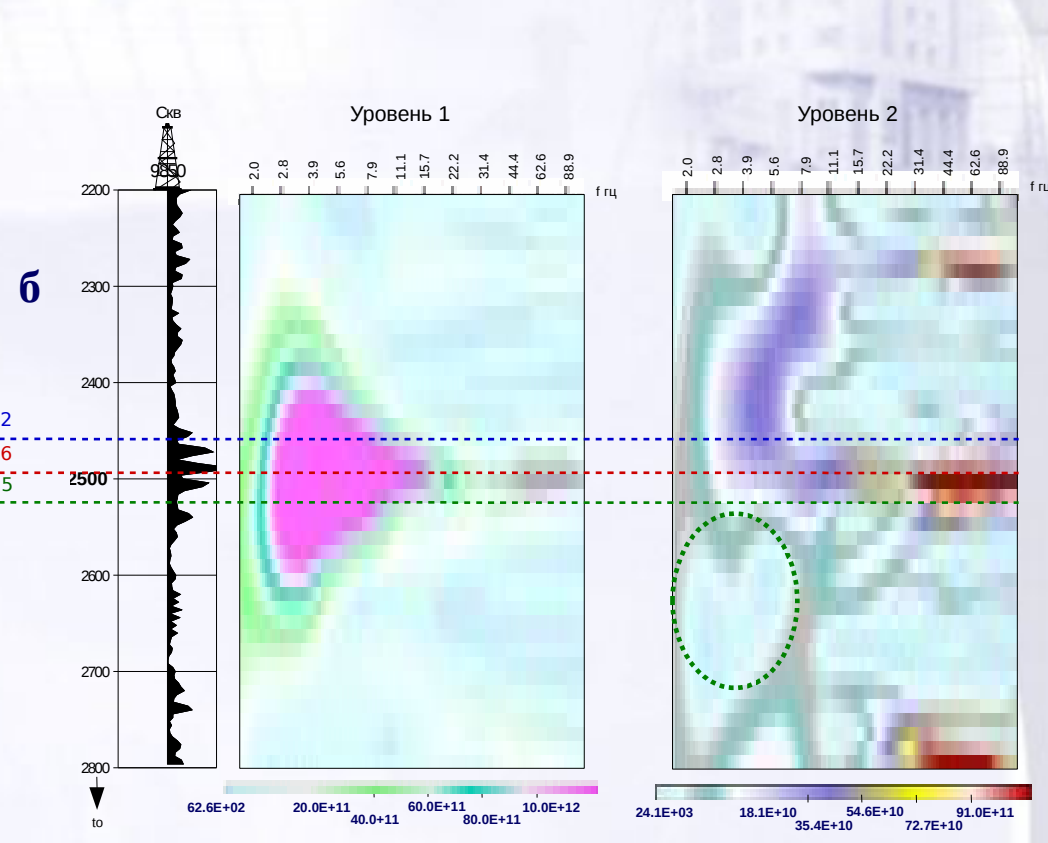 Скв
Уровень 1
Уровень 2
9850
2.0 2.8 3.9 5.6 7.9 11.1 15.7 22.2 31.4 44.4 62.6 88.9
f гц
2.0 2.8 3.9 5.6 7.9 11.1 15.7 22.2 31.4 44.4 62.6 88.9
f гц
2200
б
2300
2400
2
6
2500
5
2600
2700
2800
to
62.6E+02 20.0E+11 60.0E+11 10.0E+12
40.0+11 80.0E+11
24.1E+03 18.1E+10 54.6E+10 91.0E+11
35.4E+10 72.7E+10